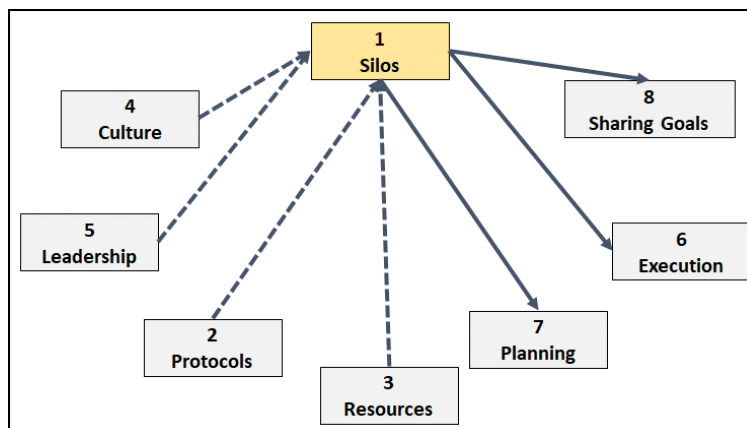 1
Silos
4
Culture
8
Sharing Goals
5
Leadership
6
Execution
2
Protocols
7
Planning
3
Resources